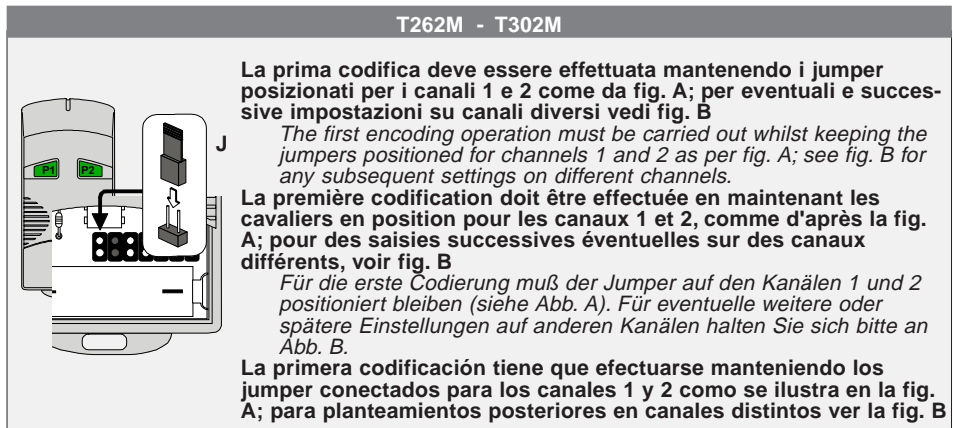 T262M - T302M
J
P1 P2
La prima codifica deve essere effettuata mantenendo i jumper
posizionati per i canali 1 e 2 come da fig. A; per eventuali e succes-
sive impostazioni su canali diversi vedi fig. B
The first encoding operation must be carried out whilst keeping the
jumpers positioned for channels 1 and 2 as per fig. A; see fig. B for
any subsequent settings on different channels.
La première codification doit être effectuée en maintenant les
cavaliers en position pour les canaux 1 et 2, comme d'après la fig.
A; pour des saisies successives éventuelles sur des canaux
différents, voir fig. B
Für die erste Codierung muß der Jumper auf den Kanälen 1 und 2
positioniert bleiben (siehe Abb. A). Für eventuelle weitere oder
spätere Einstellungen auf anderen Kanälen halten Sie sich bitte an
Abb. B.
La primera codificación tiene que efectuarse manteniendo los
jumper conectados para los canales 1 y 2 como se ilustra en la fig.
A; para planteamientos posteriores en canales distintos ver la fig. B